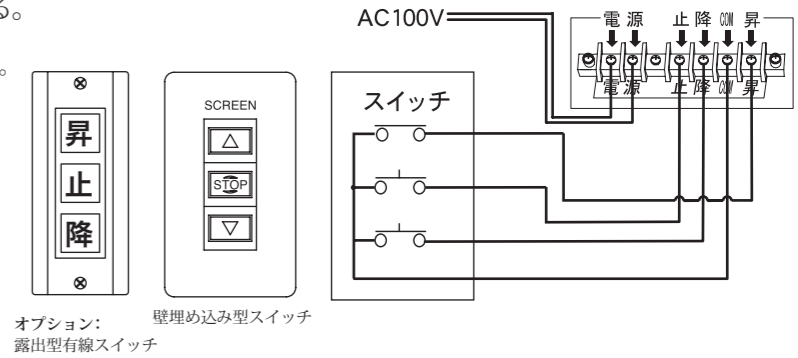 る。
。
AC100V
電源 止 降 COM 昇
電源 止 降 COM 昇
スイッチ
昇
止
降
SCREEN
STOP
オプション：
露出型有線スイッチ
壁埋め込み型スイッチ